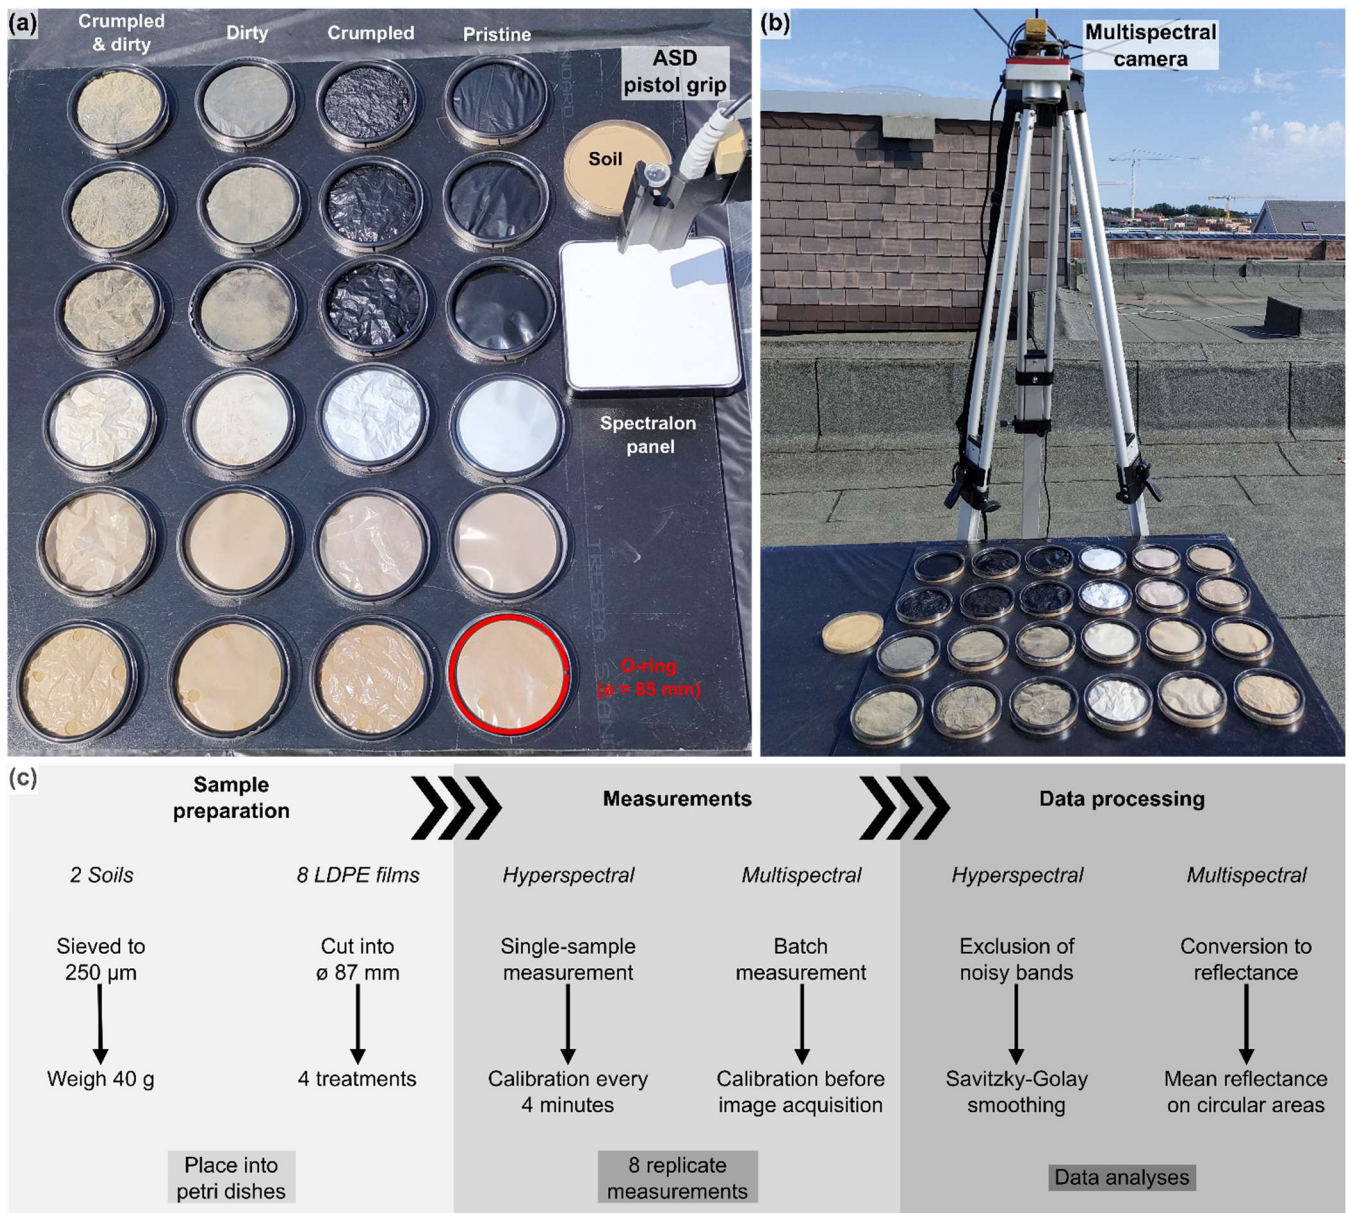 (a)
Crumpled
& dirty
Dirty
Crumpled
Pristine
ASD
pistol grip
Soil
Spectralon
panel
O-ring
(ø = 85 mm)
(b)
Multispectral
camera
(c)
Sample
preparation
Measurements
Data processing
2 Soils
8 LDPE films
Hyperspectral
Multispectral
Hyperspectral
Multispectral
Sieved to
250 µm
Cut into
ø 87 mm
Single-sample
measurement
Batch
measurement
Exclusion of
noisy bands
Conversion to
reflectance
Weigh 40 g
4 treatments
Calibration every
4 minutes
Calibration before
image acquisition
Savitzky-Golay
smoothing
Mean reflectance
on circular areas
Place into
petri dishes
8 replicate
measurements
Data analyses